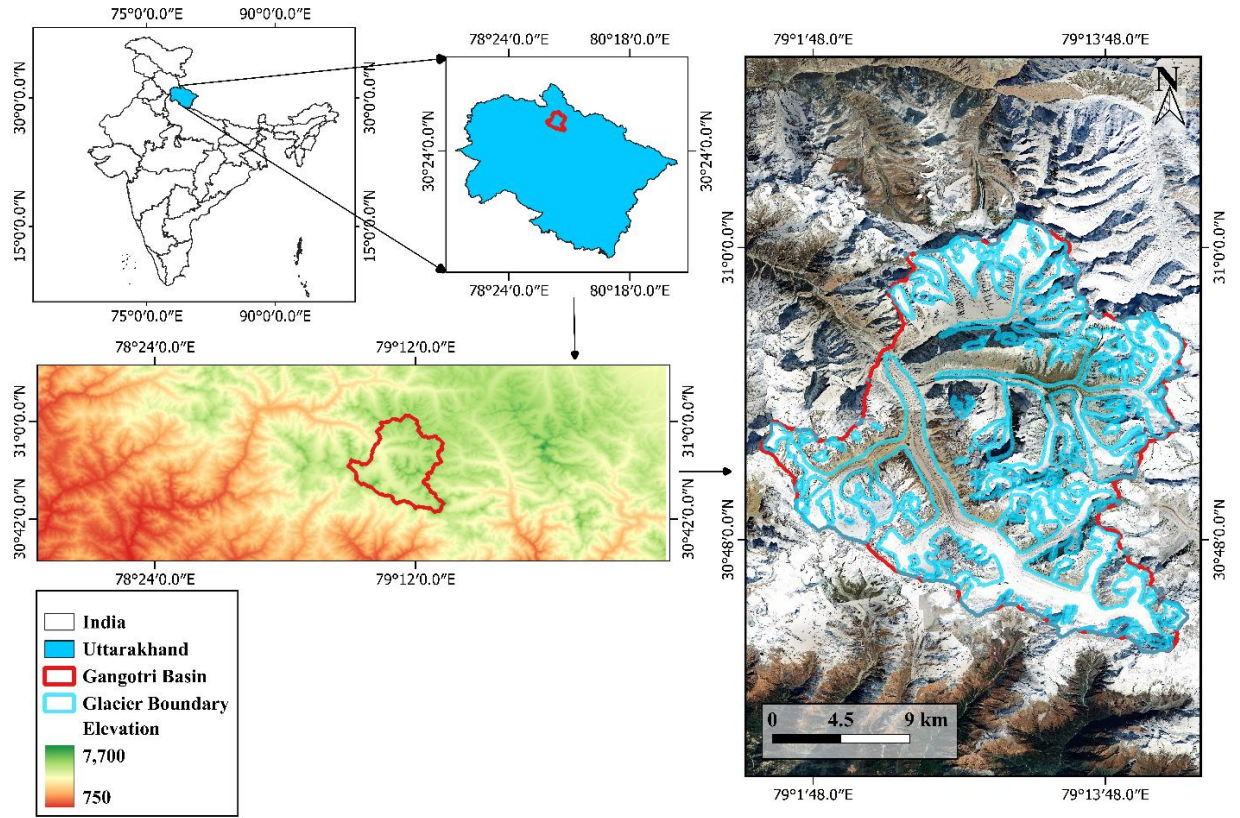 75°0′0.0″E 90°0′0.0″E
30°0′0.0″N 30°0′0.0″N
15°0′0.0″N 15°0′0.0″N
75°0′0.0″E 90°0′0.0″E
78°24′0.0″E 80°18′0.0″E
30°24′0.0″N 30°24′0.0″N
78°24′0.0″E 80°18′0.0″E
78°24′0.0″E 79°12′0.0″E
31°0′0.0″N 31°0′0.0″N
30°42′0.0″N 30°42′0.0″N
78°24′0.0″E 79°12′0.0″E
79°1′48.0″E 79°13′48.0″E
N
31°0′0.0″N 31°0′0.0″N
30°48′0.0″N 30°48′0.0″N
0 4.5 9 km
79°1′48.0″E 79°13′48.0″E
India
Uttarakhand
Gangotri Basin
Glacier Boundary
Elevation
7,700
750